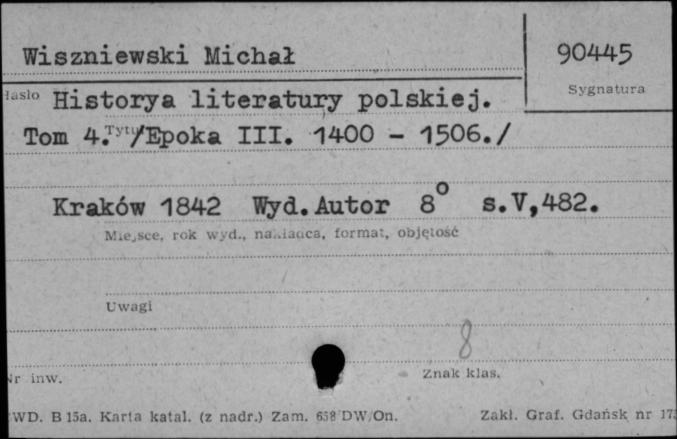 Wiszniewski Michał
90445
Hasło
Sygnatura
Historya literatury polskiej.
Tytuł
Tom 4. /Epoka III. 1400 - 1506./
Kraków 1842 Wyd. Autor 8° s.V,482.
Miejsce, rok wyd., nakładca, format, objętość
Uwagi
8
Nr inw.
Znak klas.
WD. B 15a. Karta katal. (z nadr.) Zam. 658 DW/On.
Zakł. Graf. Gdańsk nr